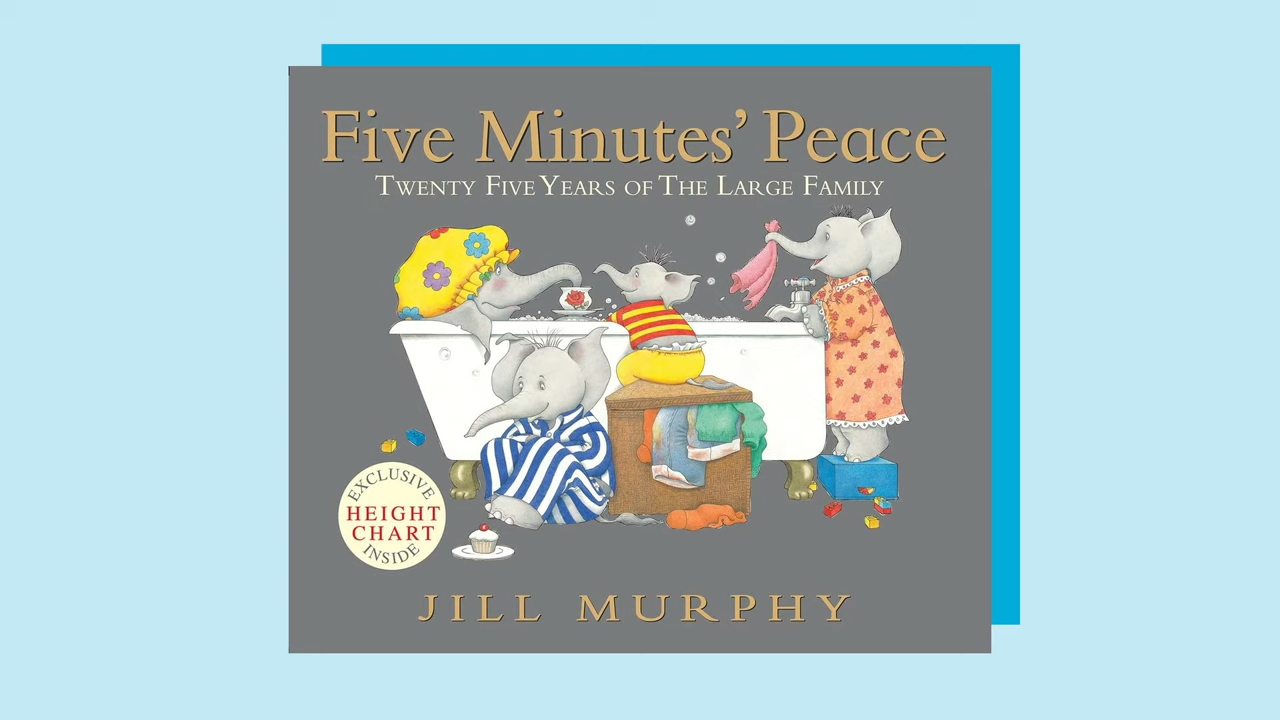 Five Minutes’ Peace
Twenty Five Years of The Large Family
EXCLUSIVE
HEIGHT
CHART
INSIDE
JILL MURPHY